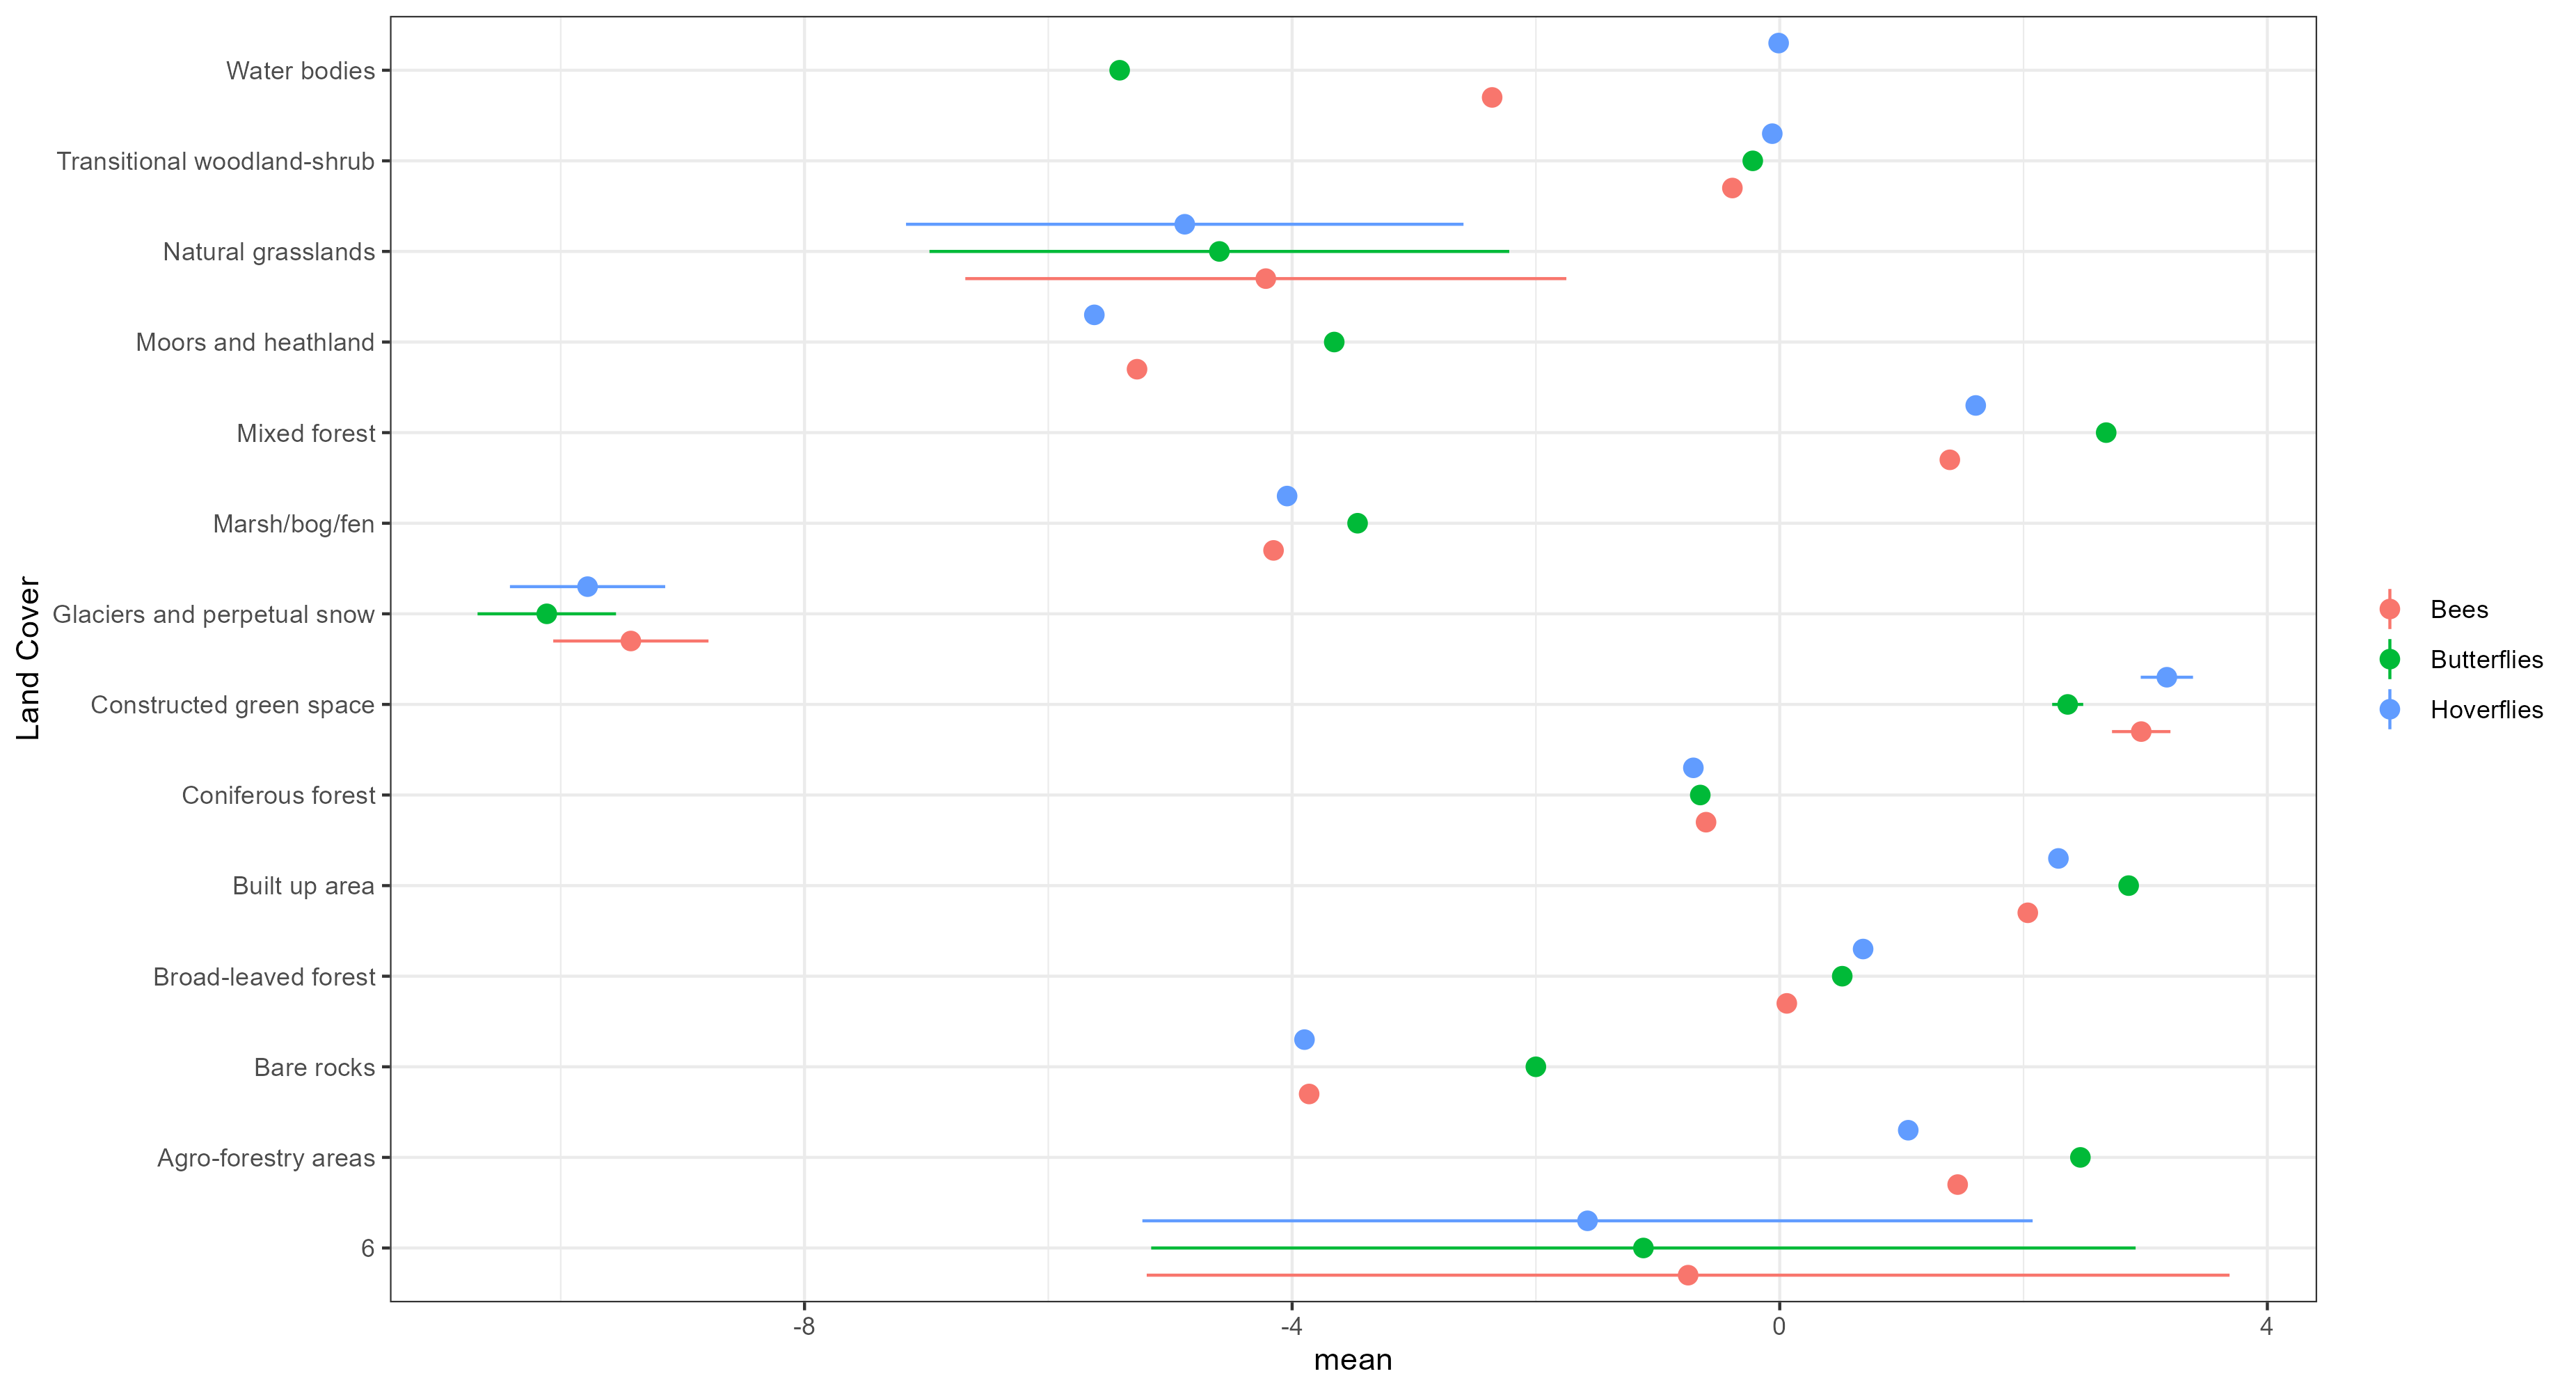 Water bodies
Transitional woodland-shrub
Natural grasslands
Moors and heathland
Mixed forest
Marsh/bog/fen
Glaciers and perpetual snow
Constructed green space
Coniferous forest
Built up area
Broad-leaved forest
Bare rocks
Agro-forestry areas
6
Land Cover
-8 -4 0 4
mean
Bees
Butterflies
Hoverflies